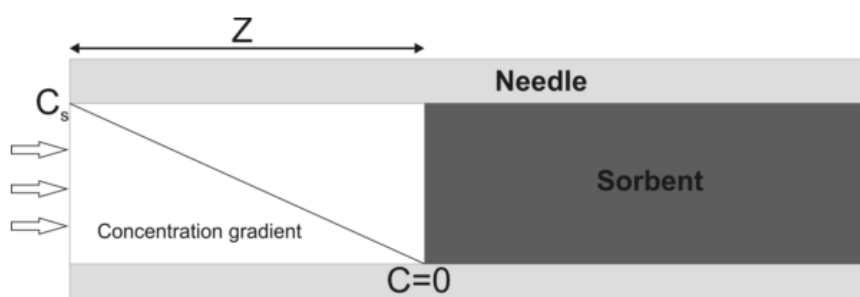 Z
Needle
Cs
Sorbent
Concentration gradient
C=0